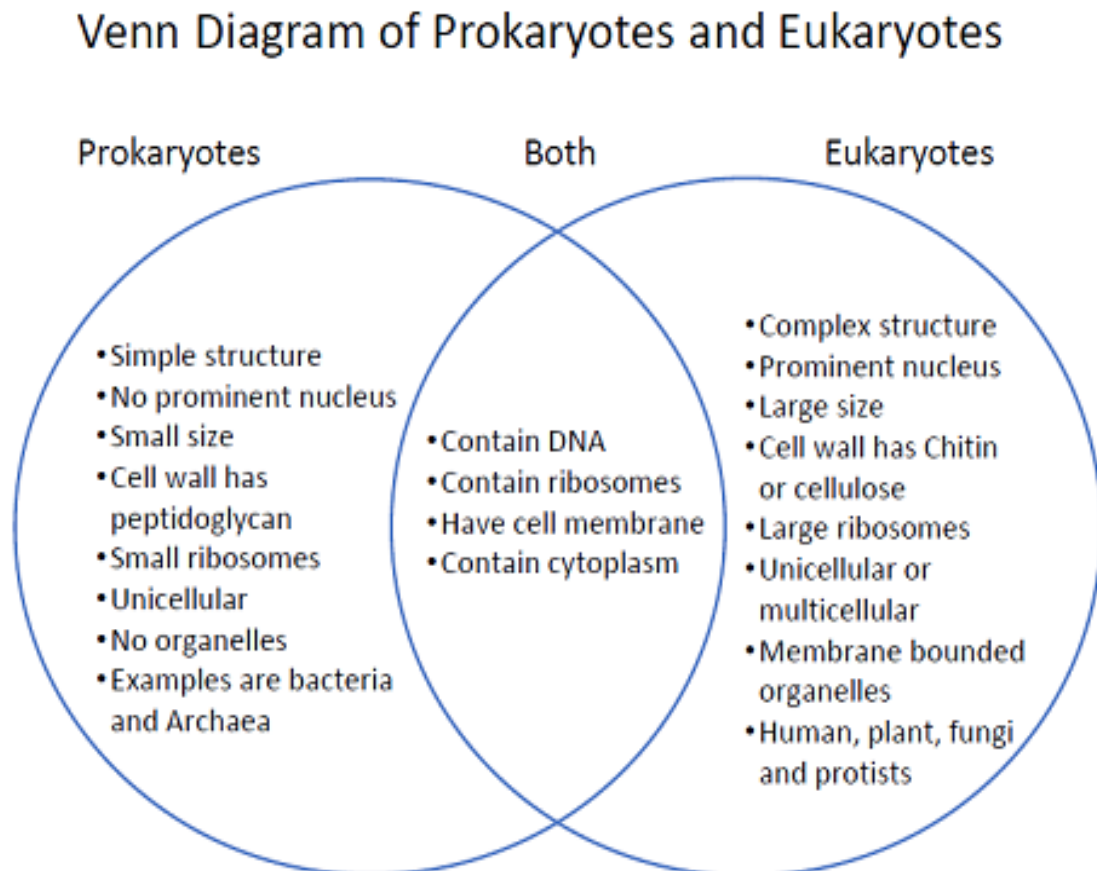 Venn Diagram of Prokaryotes and Eukaryotes
Prokaryotes
Both
Eukaryotes
•Simple structure
•No prominent nucleus
•Small size
•Cell wall has
peptidoglycan
•Small ribosomes
•Unicellular
•No organelles
•Examples are bacteria
and Archaea
•Contain DNA
•Contain ribosomes
•Have cell membrane
•Contain cytoplasm
•Complex structure
•Prominent nucleus
•Large size
•Cell wall has Chitin
or cellulose
•Large ribosomes
•Unicellular or
multicellular
•Membrane bounded
organelles
•Human, plant, fungi
and protists